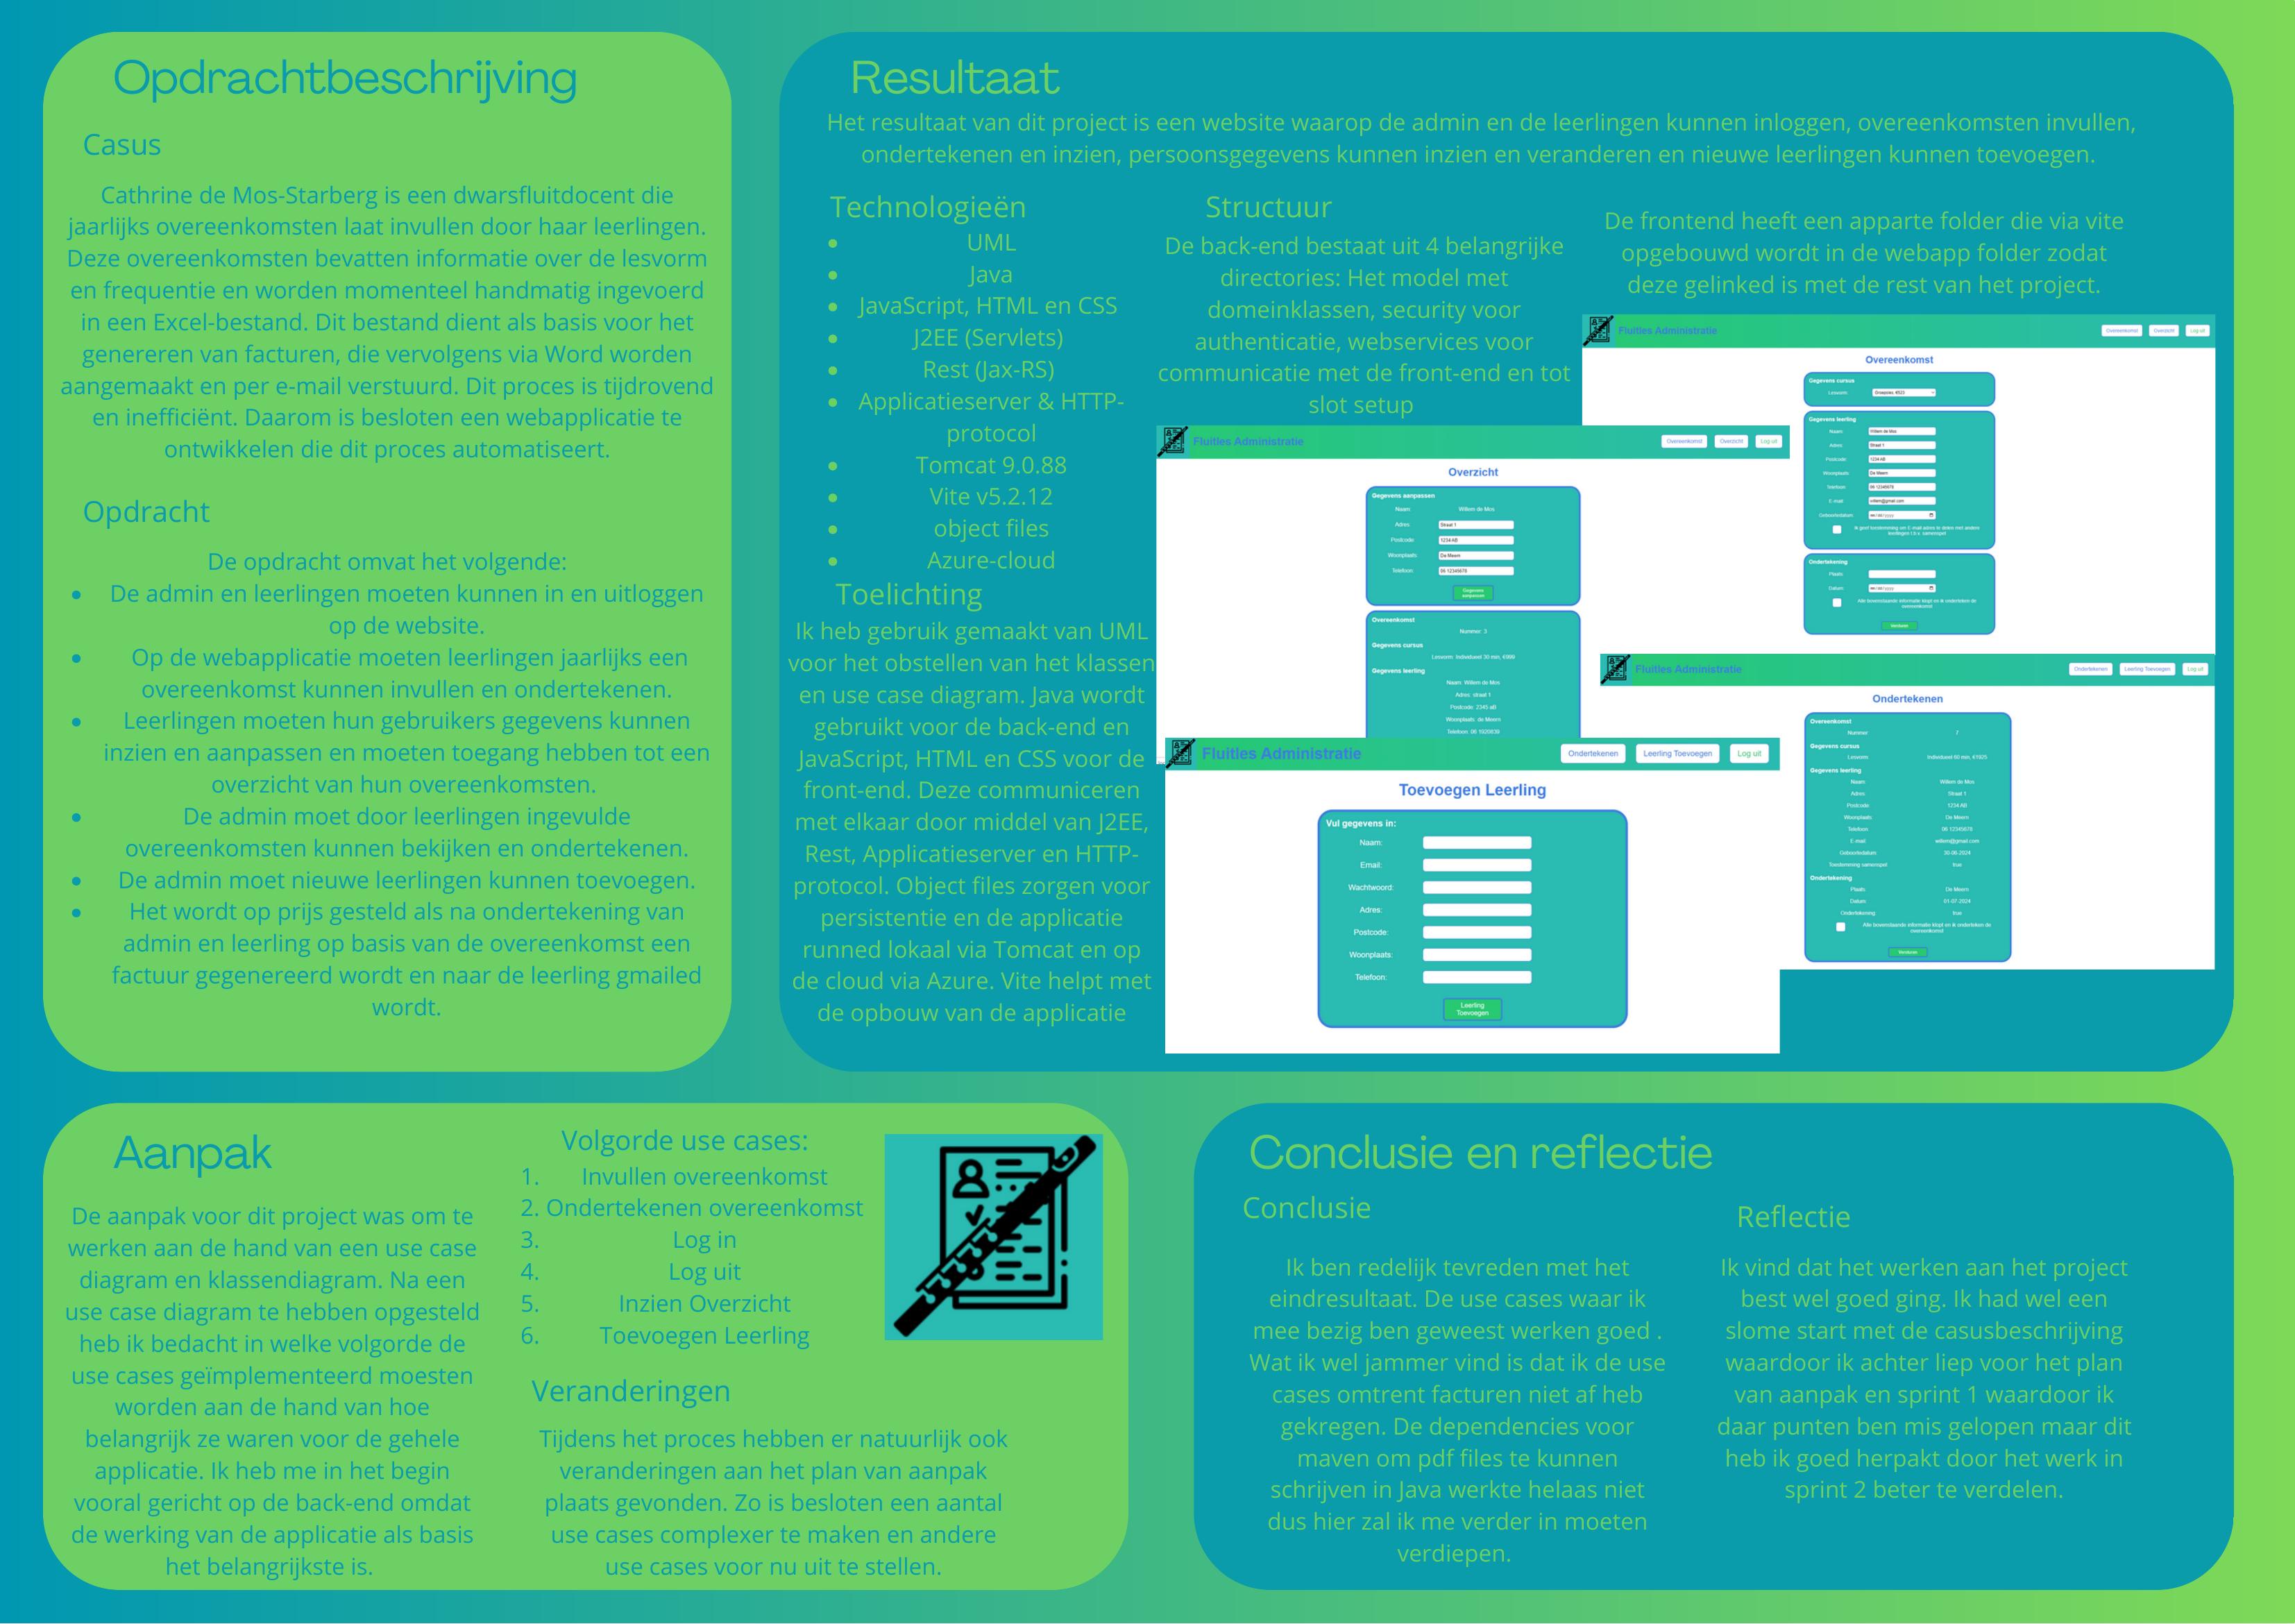 Opdrachtbeschrijving
Casus
Cathrine de Mos-Starberg is een dwarsfluitdocent die
jaarlijks overeenkomsten laat invullen door haar leerlingen.
Deze overeenkomsten bevatten informatie over de lesvorm
en frequentie en worden momenteel handmatig ingevoerd
in een Excel-bestand. Dit bestand dient als basis voor het
genereren van facturen, die vervolgens via Word worden
aangemaakt en per e-mail verstuurd. Dit proces is tijdrovend
en inefficiënt. Daarom is besloten een webapplicatie te
ontwikkelen die dit proces automatiseert.
Opdracht
De opdracht omvat het volgende:
• De admin en leerlingen moeten kunnen in en uitloggen
op de website.
• Op de webapplicatie moeten leerlingen jaarlijks een
overeenkomst kunnen invullen en ondertekenen.
• Leerlingen moeten hun gebruikers gegevens kunnen
inzien en aanpassen en moeten toegang hebben tot een
overzicht van hun overeenkomsten.
• De admin moet door leerlingen ingevulde
overeenkomsten kunnen bekijken en ondertekenen.
• De admin moet nieuwe leerlingen kunnen toevoegen.
• Het wordt op prijs gesteld als na ondertekening van
admin en leerling op basis van de overeenkomst een
factuur gegenereerd wordt en naar de leerling gmailed
wordt.
Resultaat
Het resultaat van dit project is een website waarop de admin en de leerlingen kunnen inloggen, overeenkomsten invullen,
ondertekenen en inzien, persoonsgegevens kunnen inzien en veranderen en nieuwe leerlingen kunnen toevoegen.
Technologieën
• UML
• Java
• JavaScript, HTML en CSS
• J2EE (Servlets)
• Rest (Jax-RS)
• Applicatieserver & HTTP-
protocol
• Tomcat 9.0.88
• Vite v5.2.12
• object files
• Azure-cloud
Toelichting
Ik heb gebruik gemaakt van UML
voor het obstellen van het klassen
en use case diagram. Java wordt
gebruikt voor de back-end en
JavaScript, HTML en CSS voor de
front-end. Deze communiceren
met elkaar door middel van J2EE,
Rest, Applicatieserver en HTTP-
protocol. Object files zorgen voor
persistentie en de applicatie
runned lokaal via Tomcat en op
de cloud via Azure. Vite helpt met
de opbouw van de applicatie
Structuur
De back-end bestaat uit 4 belangrijke
directories: Het model met
domeinklassen, security voor
authenticatie, webservices voor
communicatie met de front-end en tot
slot setup
De frontend heeft een apparte folder die via vite
opgebouwd wordt in de webapp folder zodat
deze gelinked is met de rest van het project.
Fluitles Administratie
Overeenkomst Overzicht Log uit
Overeenkomst
Gegevens cursus
Lesvorm:
Gegevens leerling
Naam: Willem de Mos
Adres: Straat 1
Postcode: 1234 AB
Woonplaats: De Meern
Telefoon: 06 12345678
E-mail: willem@gmail.com
Geboortedatum: mm/dd/yyyy
Ik geef toestemming om E-mail adres te delen met andere
leerlingen t.b.v. samenspel
Ondertekening
Plaats:
Datum: mm/dd/yyyy
Alle bovenstaande informatie klopt en ik onderteken de
overeenkomst
Versturen
Fluitles Administratie
Overeenkomst Overzicht Log uit
Overzicht
Gegevens aanpassen
Naam: Willem de Mos
Adres: Straat 1
Postcode: 1234 AB
Woonplaats: De Meern
Telefoon: 06 12345678
Gegevens
aanpassen
Overeenkomst
Nummer: 3
Gegevens cursus
Lesvorm: Individueel 30 min, €999
Gegevens leerling
Naam: Willem de Mos
Adres: straat 1
Postcode: 2345 aB
Woonplaats: de Meern
Telefoon: 06 1920839
Fluitles Administratie
Ondertekenen Leerling Toevoegen Log uit
Ondertekenen
Overeenkomst
Nummer
Gegevens cursus
Lesvorm: Individueel 60 min, €1925
Gegevens leerling
Naam: Willem de Mos
Adres: Straat 1
Postcode: 1234 AB
Woonplaats: De Meern
Telefoon: 06 12345678
E-mail: willem@gmail.com
Geboortedatum: 30-06-2024
Toestemming samenspel: true
Ondertekening
Plaats: De Meern
Datum: 01-07-2024
Ondertekening: true
Alle bovenstaande informatie klopt en ik onderteken de
overeenkomst
Versturen
Fluitles Administratie
Ondertekenen Leerling Toevoegen Log uit
Toevoegen Leerling
Vul gegevens in:
Naam:
Email:
Wachtwoord:
Adres:
Postcode:
Woonplaats:
Telefoon:
Leerling
Toevoegen
Aanpak
De aanpak voor dit project was om te
werken aan de hand van een use case
diagram en klassendiagram. Na een
use case diagram te hebben opgesteld
heb ik bedacht in welke volgorde de
use cases geïmplementeerd moesten
worden aan de hand van hoe
belangrijk ze waren voor de gehele
applicatie. Ik heb me in het begin
vooral gericht op de back-end omdat
de werking van de applicatie als basis
het belangrijkste is.
Volgorde use cases:
1. Invullen overeenkomst
2. Ondertekenen overeenkomst
3. Log in
4. Log uit
5. Inzien Overzicht
6. Toevoegen Leerling
Veranderingen
Tijdens het proces hebben er natuurlijk ook
veranderingen aan het plan van aanpak
plaats gevonden. Zo is besloten een aantal
use cases complexer te maken en andere
use cases voor nu uit te stellen.
Conclusie en reflectie
Conclusie
Ik ben redelijk tevreden met het
eindresultaat. De use cases waar ik
mee bezig ben geweest werken goed .
Wat ik wel jammer vind is dat ik de use
cases omtrent facturen niet af heb
gekregen. De dependencies voor
maven om pdf files te kunnen
schrijven in Java werkte helaas niet
dus hier zal ik me verder in moeten
verdiepen.
Reflectie
Ik vind dat het werken aan het project
best wel goed ging. Ik had wel een
slome start met de casusbeschrijving
waardoor ik achter liep voor het plan
van aanpak en sprint 1 waardoor ik
daar punten ben mis gelopen maar dit
heb ik goed herpakt door het werk in
sprint 2 beter te verdelen.